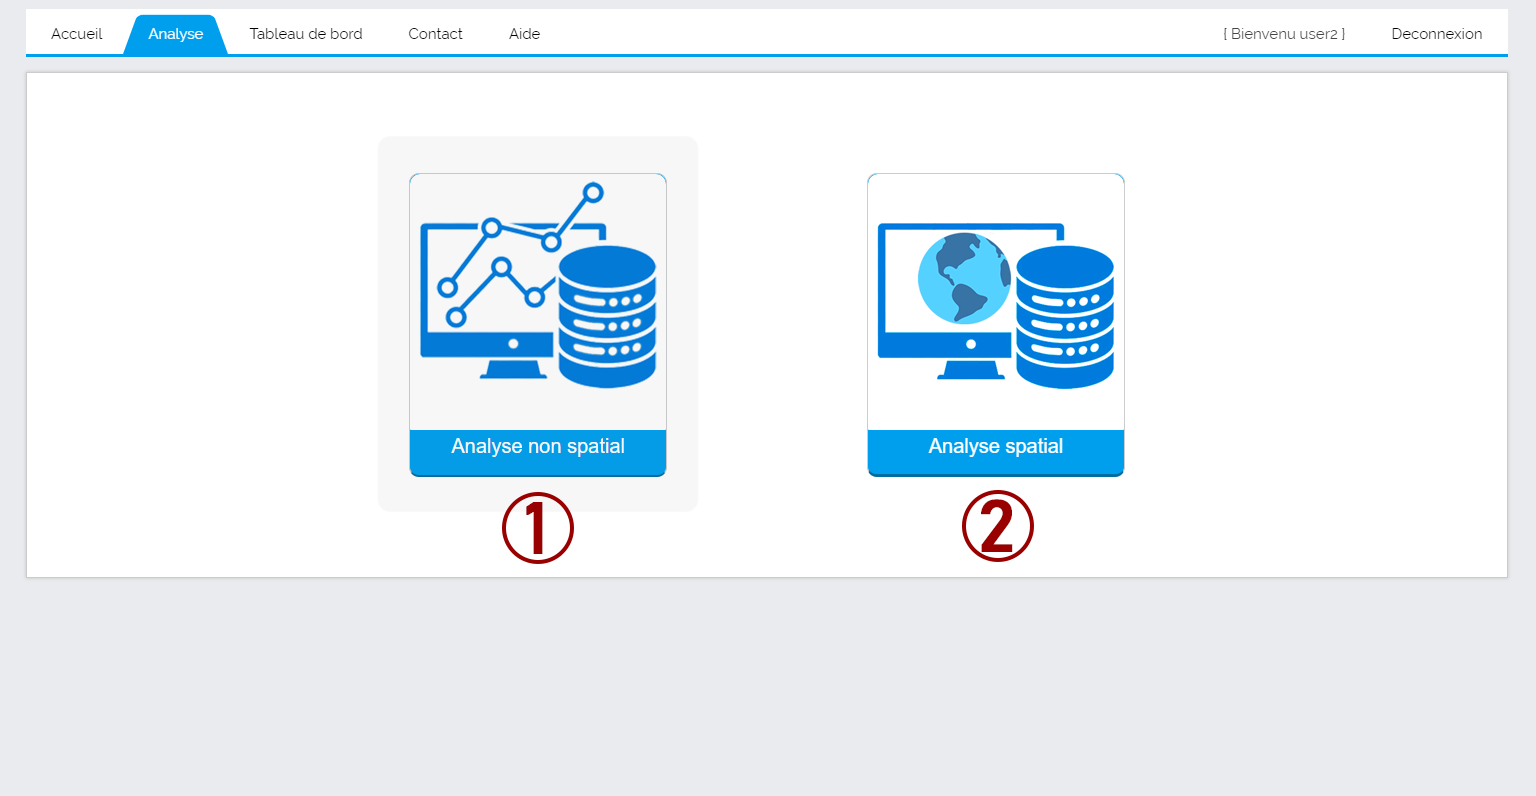 Accueil Analyse Tableau de bord Contact Aide { Bienvenu user2 } Deconnexion
Analyse non spatial Analyse spatial
1 2